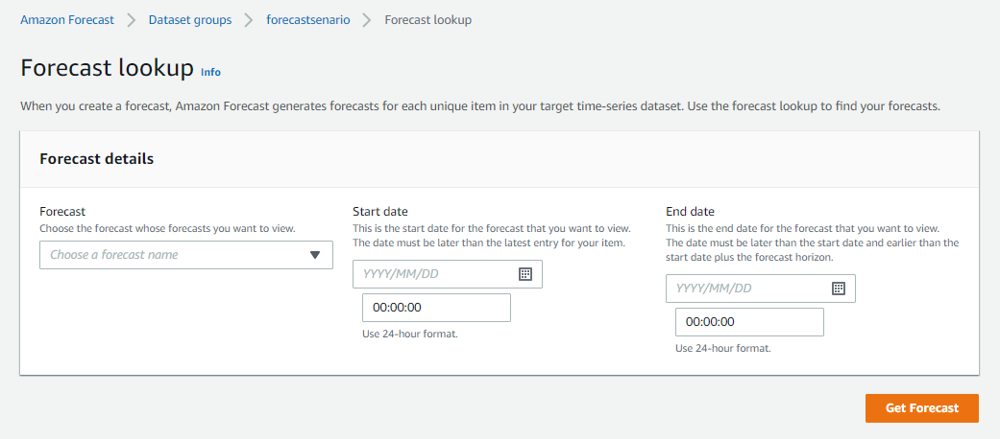 Amazon Forecast > Dataset groups > forecastsenario > Forecast lookup
Forecast lookup Info
When you create a forecast, Amazon Forecast generates forecasts for each unique item in your target time-series dataset. Use the forecast lookup to find your forecasts.
Forecast details
Forecast
Choose the forecast whose forecasts you want to view.
Choose a forecast name
Start date
This is the start date for the forecast that you want to view.
The date must be later than the latest entry for your item.
YYYY/MM/DD
00:00:00
Use 24-hour format.
End date
This is the end date for the forecast that you want to view.
The date must be later than the start date and earlier than the
start date plus the forecast horizon.
YYYY/MM/DD
00:00:00
Use 24-hour format.
Get Forecast